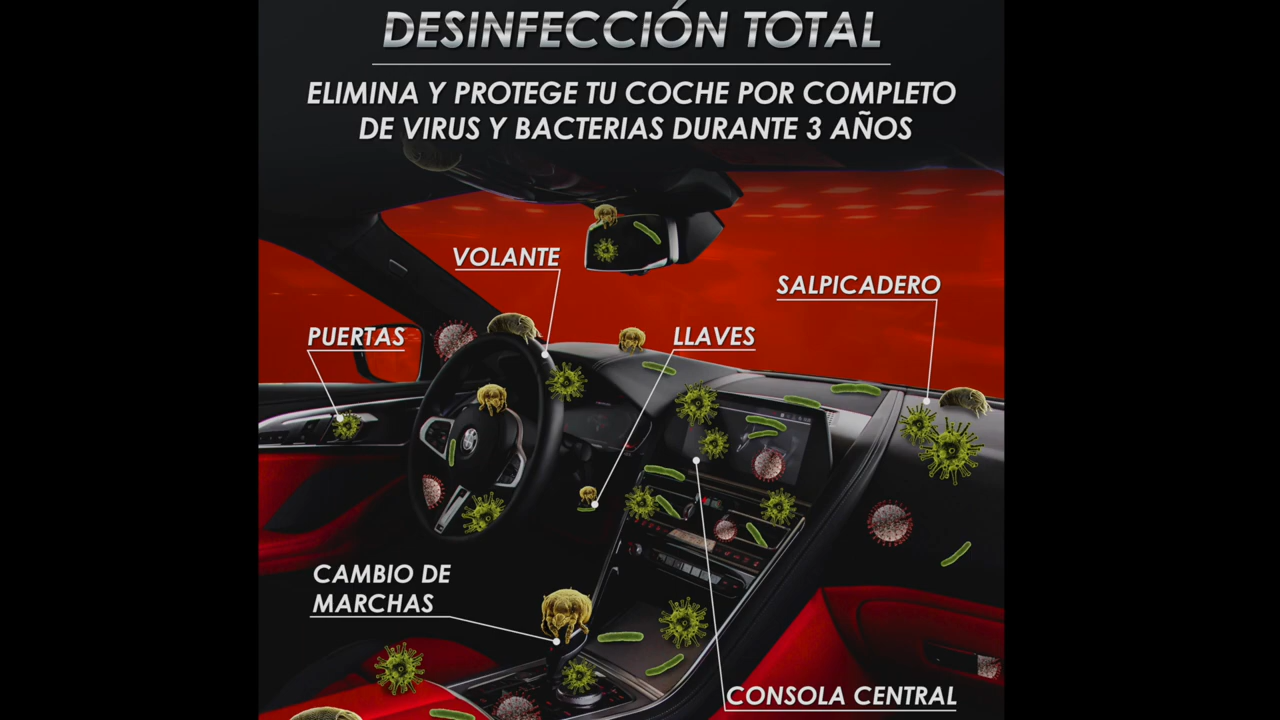 DESINFECCIÓN TOTAL
ELIMINA Y PROTEGE TU COCHE POR COMPLETO
DE VIRUS Y BACTERIAS DURANTE 3 AÑOS
VOLANTE
SALPICADERO
PUERTAS
LLAVES
CAMBIO DE
MARCHAS
CONSOLA CENTRAL